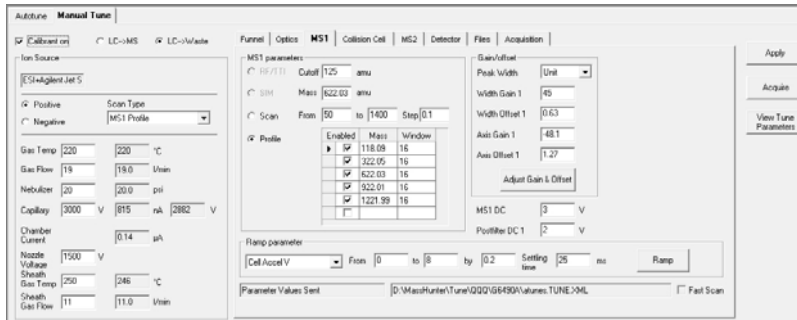 Autotune Manual Tune
Calibrant on LC->MS LC->Waste
Ion Source
ESI+Agilent Jet S
Positive Scan Type
Negative MS1 Profile
Gas Temp 220 220 °C
Gas Flow 19 19.0 l/min
Nebulizer 20 20.0 psi
Capillary 3000 V 815 nA 2882 V
Chamber
Current 0.14 µA
Nozzle
Voltage 1500 V
Sheath
Gas Temp 250 246 °C
Sheath
Gas Flow 11 11.0 l/min
Funnel Optics MS1 Collision Cell MS2 Detector Files Acquisition
MS1 parameters
RF/TTI Cutoff 125 amu
SIM Mass 622.03 amu
Scan From 50 to 1400 Step 0.1
Profile
Enabled Mass Window
118.09 16
322.05 16
622.03 16
922.01 16
1221.99 16
Gain/offset
Peak Width Unit
Width Gain 1 45
Width Offset 1 0.63
Axis Gain 1 -48.1
Axis Offset 1 1.27
Adjust Gain & Offset
MS1 DC 3 V
Postfilter DC 1 2 V
Ramp parameter
Cell Accel V From 0 to 8 by 0.2 Settling time 25 ms Ramp
Parameter Values Sent D:\MassHunter\Tune\QQQ\G6490A\atunes.TUNE.XML Fast Scan
Apply
Acquire
View Tune
Parameters